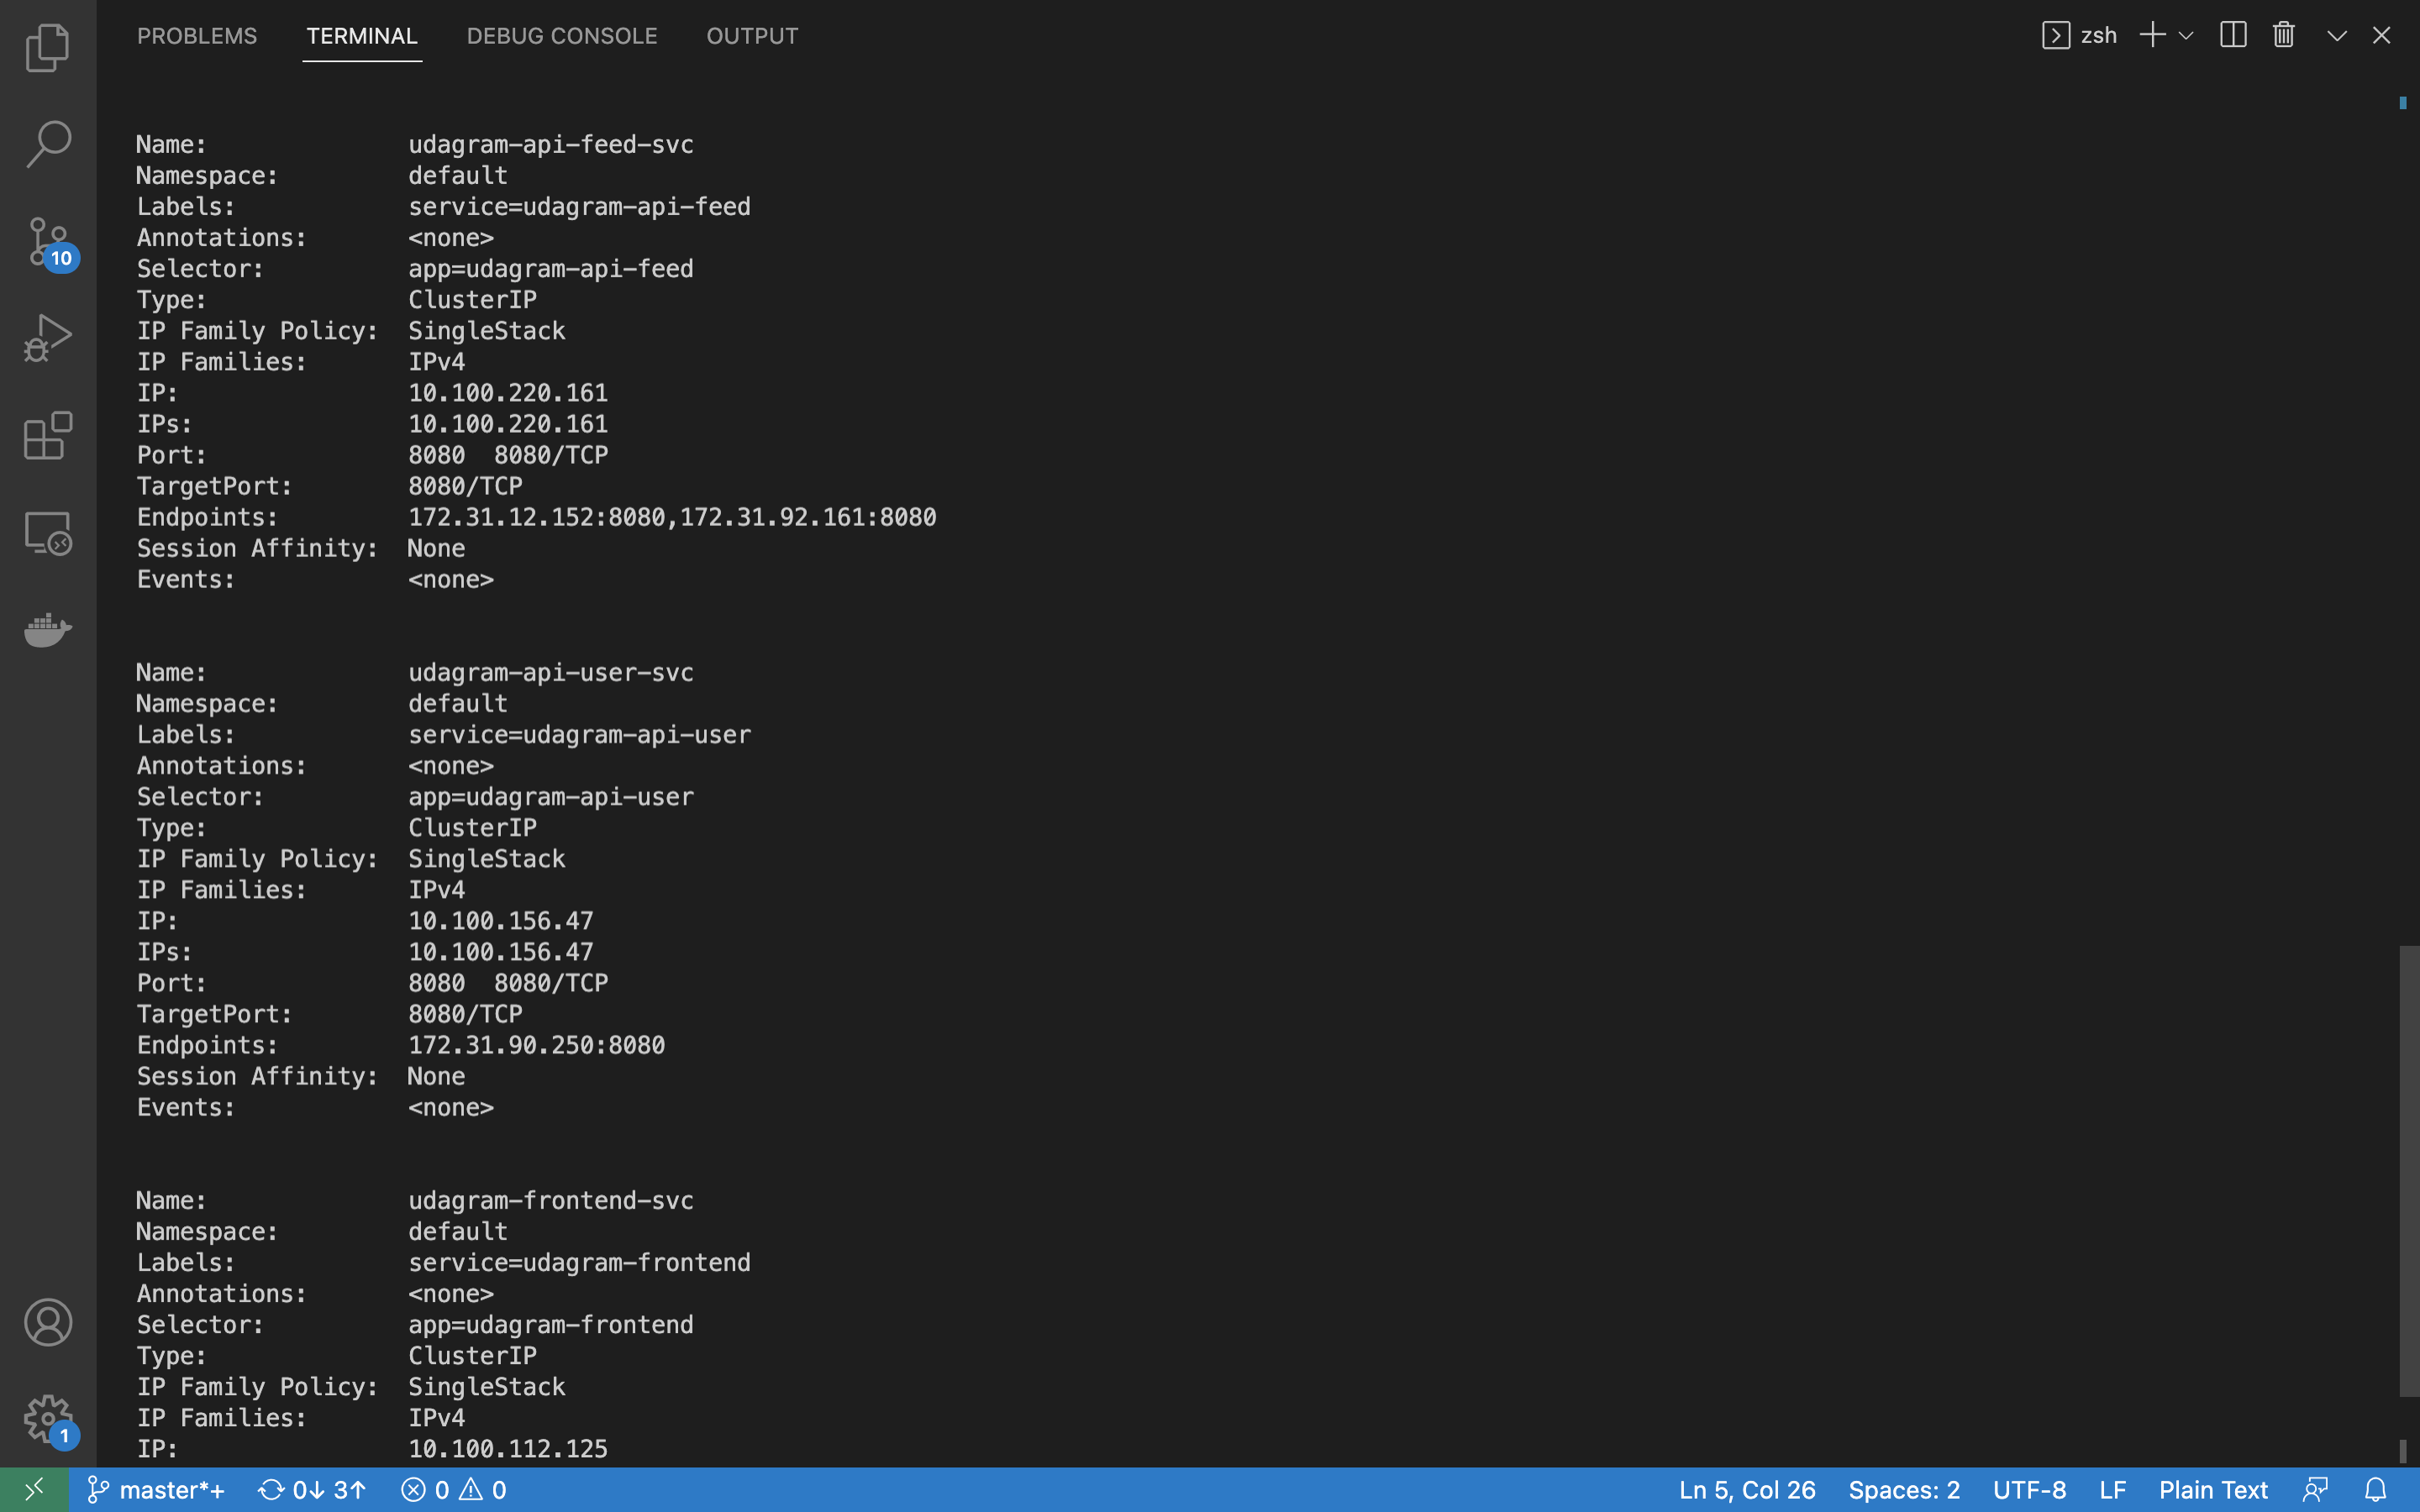 PROBLEMS TERMINAL DEBUG CONSOLE OUTPUT zsh
Name: udagram-api-feed-svc
Namespace: default
Labels: service=udagram-api-feed
Annotations: <none>
Selector: app=udagram-api-feed
Type: ClusterIP
IP Family Policy: SingleStack
IP Families: IPv4
IP: 10.100.220.161
IPs: 10.100.220.161
Port: 8080 8080/TCP
TargetPort: 8080/TCP
Endpoints: 172.31.12.152:8080,172.31.92.161:8080
Session Affinity: None
Events: <none>
Name: udagram-api-user-svc
Namespace: default
Labels: service=udagram-api-user
Annotations: <none>
Selector: app=udagram-api-user
Type: ClusterIP
IP Family Policy: SingleStack
IP Families: IPv4
IP: 10.100.156.47
IPs: 10.100.156.47
Port: 8080 8080/TCP
TargetPort: 8080/TCP
Endpoints: 172.31.90.250:8080
Session Affinity: None
Events: <none>
Name: udagram-frontend-svc
Namespace: default
Labels: service=udagram-frontend
Annotations: <none>
Selector: app=udagram-frontend
Type: ClusterIP
IP Family Policy: SingleStack
IP Families: IPv4
IP: 10.100.112.125
10
1
master*+ 0↓ 3↑ 0 0 Ln 5, Col 26 Spaces: 2 UTF-8 LF Plain Text